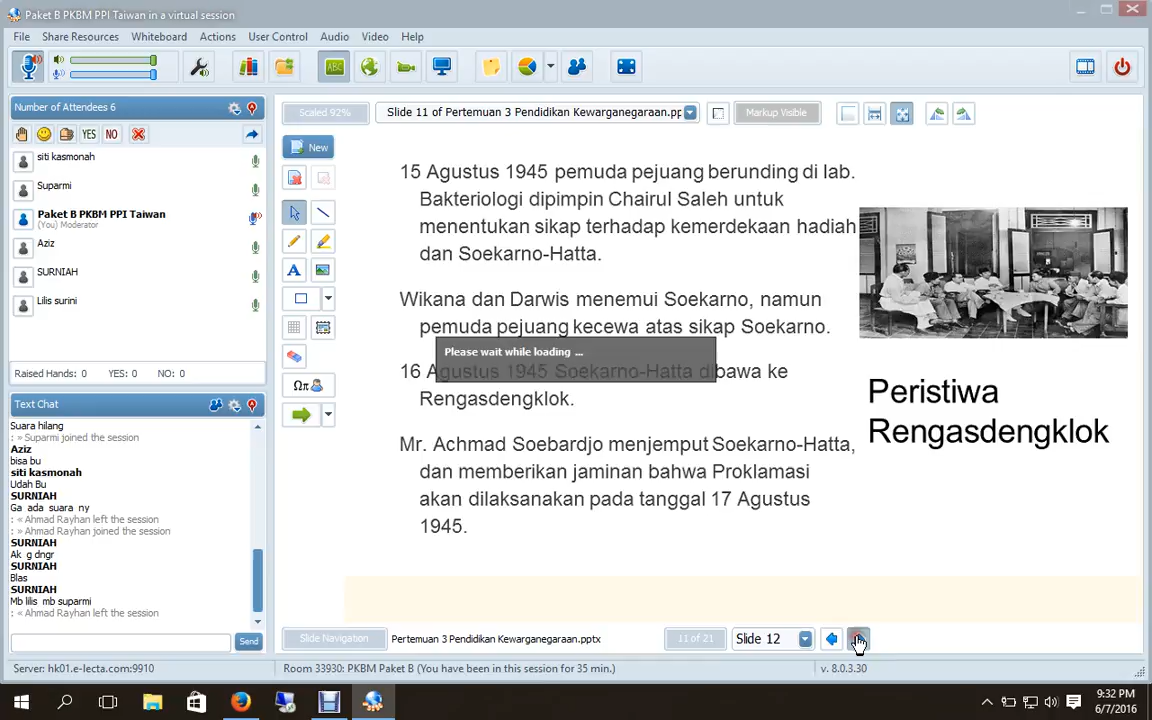 Paket B PKBM PPI Taiwan in a virtual session
File Share Resources Whiteboard Actions User Control Audio Video Help
ABC
Number of Attendees 6
YES NO
siti kasmonah
Suparmi
Paket B PKBM PPI Taiwan
(You) Moderator
Aziz
SURNIAH
Lilis surini
Raised Hands: 0 YES: 0 NO: 0
Text Chat
Suara hilang
: » Suparmi joined the session
Aziz
bisa bu
siti kasmonah
Udah Bu
SURNIAH
Ga ada suara ny
: « Ahmad Rayhan left the session
: » Ahmad Rayhan joined the session
SURNIAH
Ak g dngr
SURNIAH
Blas
SURNIAH
Mb lilis mb suparmi
: « Ahmad Rayhan left the session
Send
Scaled 92%
Slide 11 of Pertemuan 3 Pendidikan Kewarganegaraan.pp
Markup Visible
New
A
Ωπ
15 Agustus 1945 pemuda pejuang berunding di lab.
Bakteriologi dipimpin Chairul Saleh untuk
menentukan sikap terhadap kemerdekaan hadiah
dan Soekarno-Hatta.
Wikana dan Darwis menemui Soekarno, namun
pemuda pejuang kecewa atas sikap Soekarno.
Please wait while loading ...
16 Agustus 1945 Soekarno-Hatta dibawa ke
Rengasdengklok.
Mr. Achmad Soebardjo menjemput Soekarno-Hatta,
dan memberikan jaminan bahwa Proklamasi
akan dilaksanakan pada tanggal 17 Agustus
1945.
Peristiwa
Rengasdengklok
Slide Navigation
Pertemuan 3 Pendidikan Kewarganegaraan.pptx
11 of 21
Slide 12
Server: hk01.e-lecta.com:9910
Room 33930: PKBM Paket B (You have been in this session for 35 min.)
v. 8.0.3.30
9:32 PM
6/7/2016